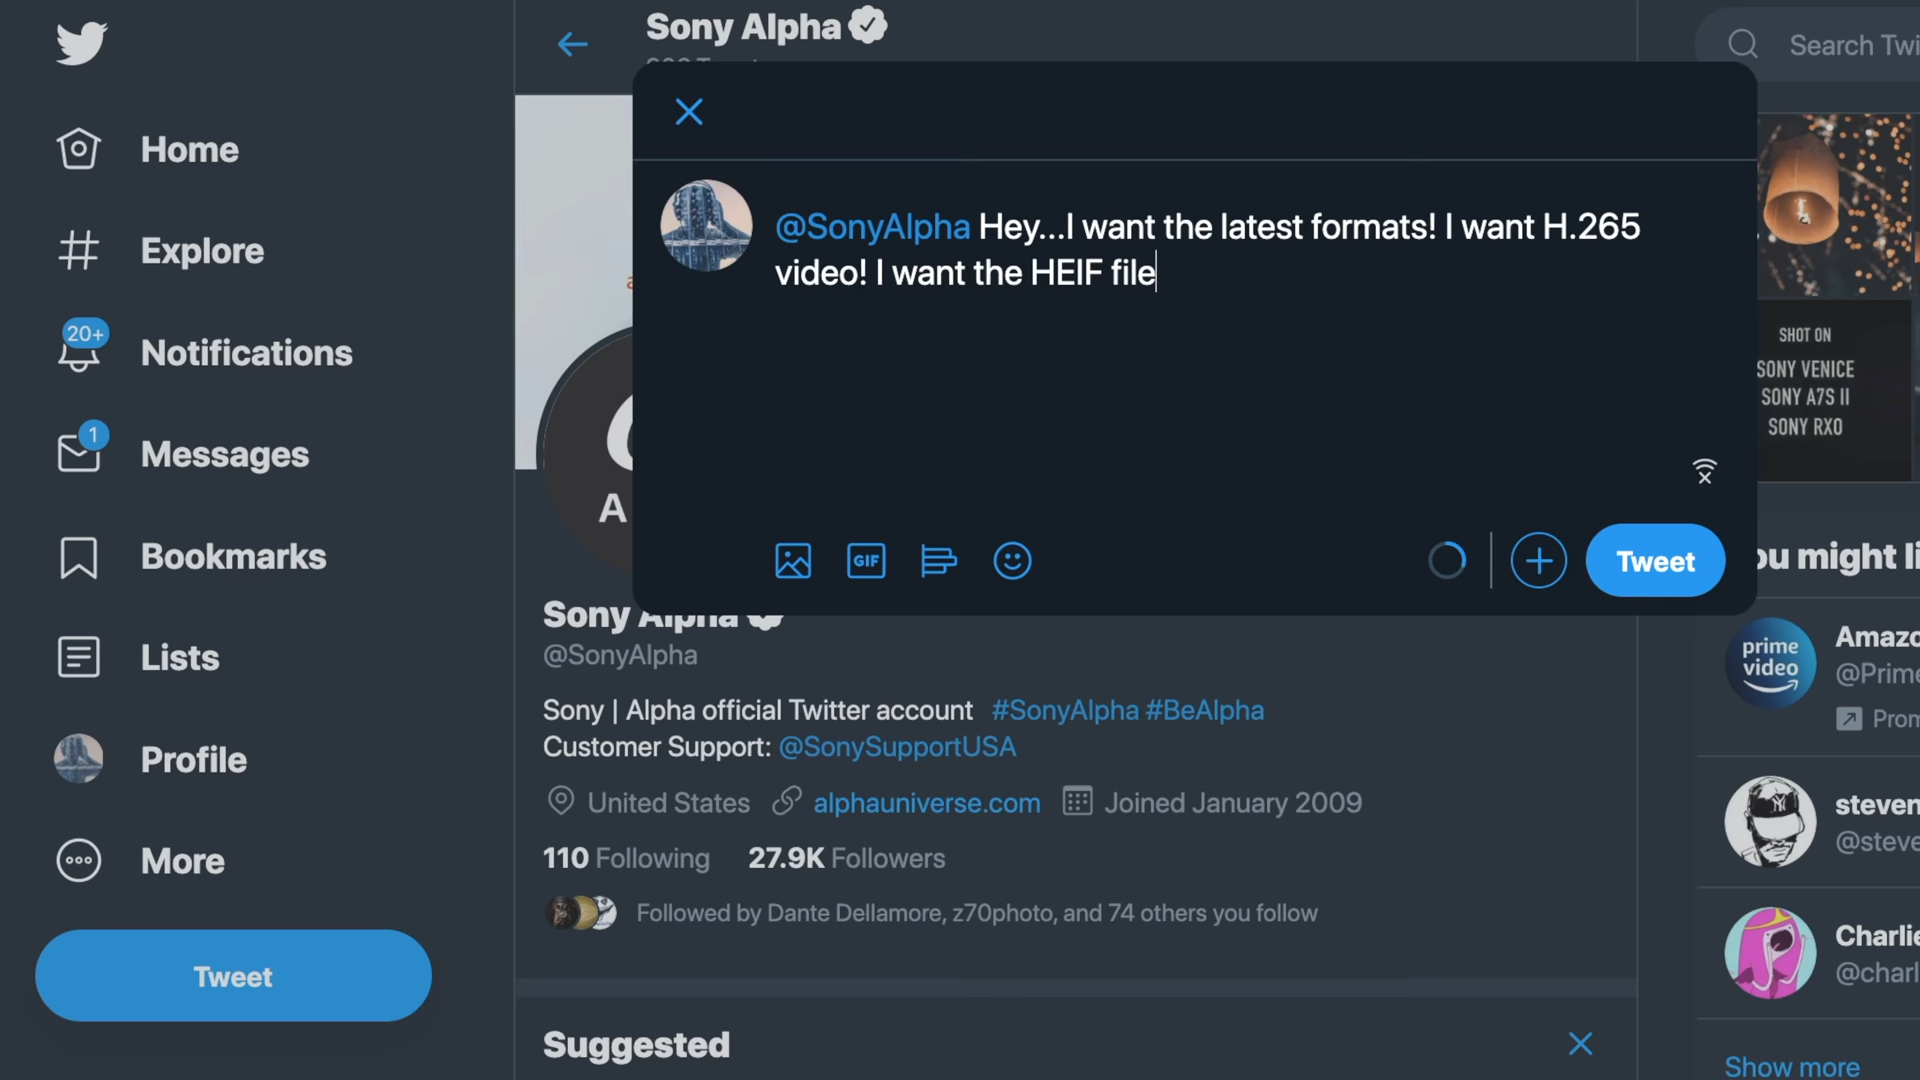 Sony Alpha
Search Twi
Home
Explore
20+
Notifications
1
Messages
Bookmarks
Lists
Profile
More
Tweet
@SonyAlpha Hey...I want the latest formats! I want H.265
video! I want the HEIF file
GIF
Tweet
A
Sony Alpha
@SonyAlpha
Sony | Alpha official Twitter account #SonyAlpha #BeAlpha
Customer Support: @SonySupportUSA
United States alphauniverse.com Joined January 2009
110 Following 27.9K Followers
Followed by Dante Dellamore, z70photo, and 74 others you follow
Suggested
SHOT ON
SONY VENICE
SONY A7S II
SONY RX0
ou might li
prime
video
Amazo
@Prime
Prom
steven
@steve
Charlie
@charl
Show more